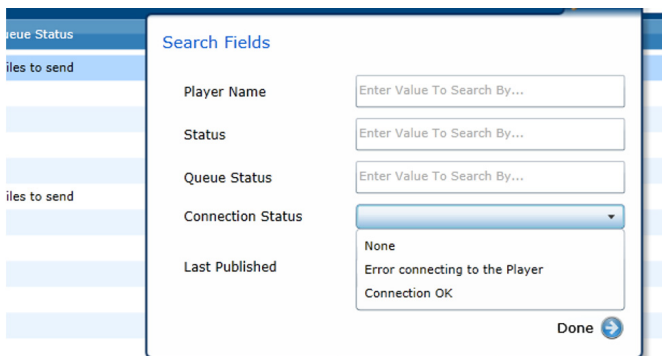 ueue Status
iles to send
iles to send
Search Fields
Player Name
Enter Value To Search By...
Status
Enter Value To Search By...
Queue Status
Enter Value To Search By...
Connection Status
None
Error connecting to the Player
Connection OK
Last Published
Done